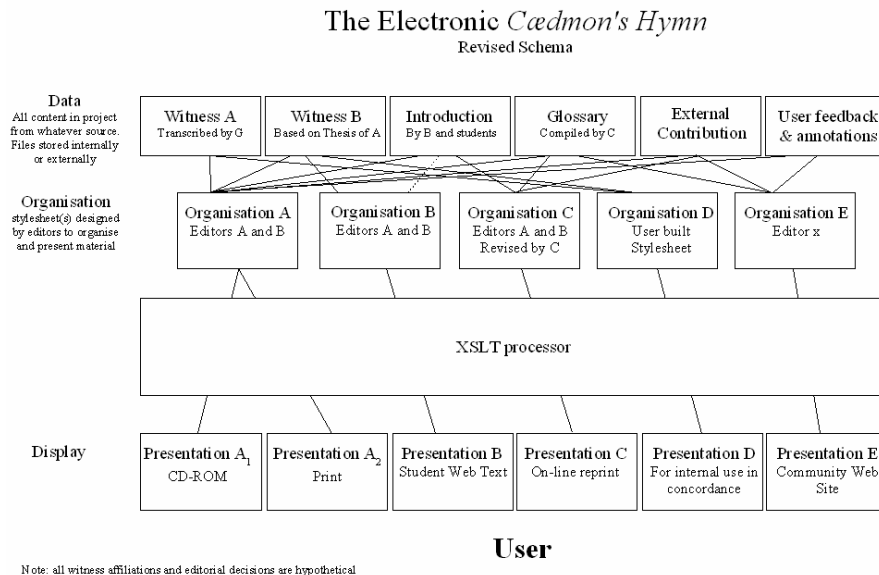 The Electronic Cædmon's Hymn
Revised Schema
Data
All content in project
from whatever source.
Files stored internally
or externally
Witness A
Transcribed by G
Witness B
Based on Thesis of A
Introduction
By B and students
Glossary
Compiled by C
External
Contribution
User feedback
& annotations
Organisation
stylesheet(s) designed
by editors to organise
and present material
Organisation A
Editors A and B
Organisation B
Editors A and B
Organisation C
Editors A and B
Revised by C
Organisation D
User built
Stylesheet
Organisation E
Editor x
XSLT processor
Display
Presentation A1
CD-ROM
Presentation A2
Print
Presentation B
Student Web Text
Presentation C
On-line reprint
Presentation D
For internal use in
concordance
Presentation E
Community Web
Site
User
Note: all witness affiliations and editorial decisions are hypothetical